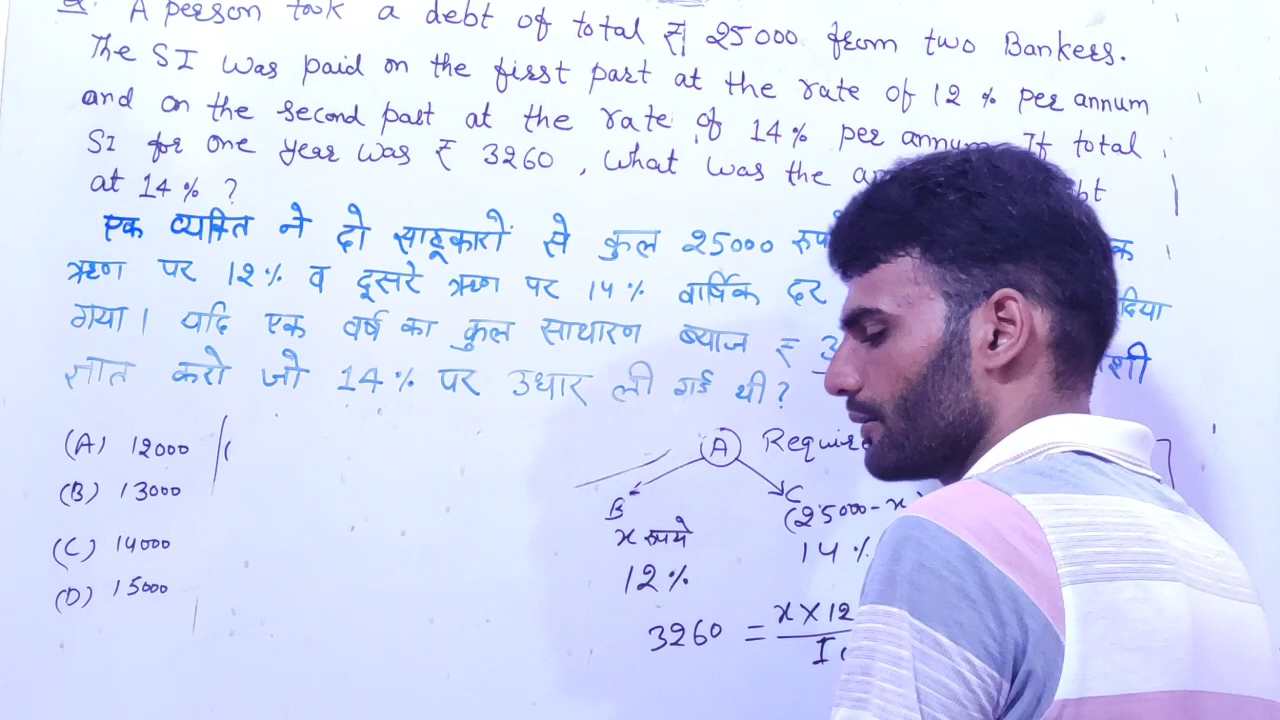 Q. A person took a debt of total ₹ 25000 from two Bankers.
The SI was paid on the first part at the rate of 12 % per annum
and on the second part at the rate of 14% per annum If total
SI for one year was ₹ 3260, What was the
at 14% ?
एक व्यक्ति ने दो साहूकारों से कुल 25000
ऋण पर 12% व दूसरे ऋण पर 14% वार्षिक दर दिया
गया। यदि एक वर्ष का कुल साधारण ब्याज ₹
ज्ञात करो जो 14% पर उधार ली गई थी?
(A) 12000
(B) 13000
(C) 14000
(D) 15000
A
B C
x रूपये (25000-x
12% 14%
3260 = x X 12